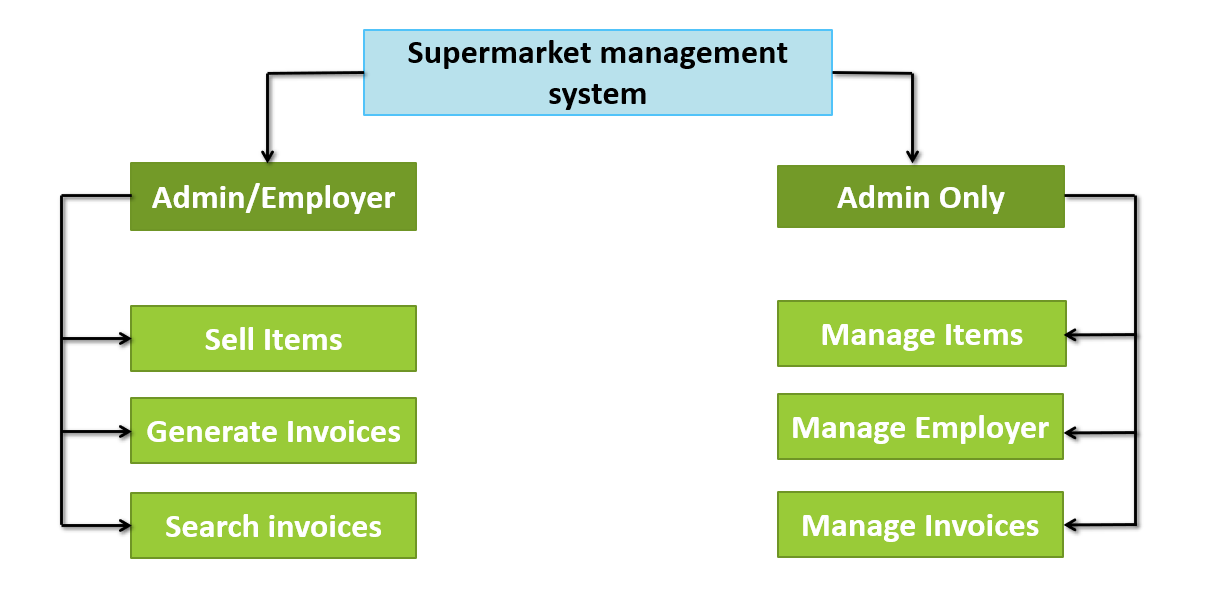 Supermarket management
system
Admin/Employer
Admin Only
Sell Items
Manage Items
Generate Invoices
Manage Employer
Search invoices
Manage Invoices